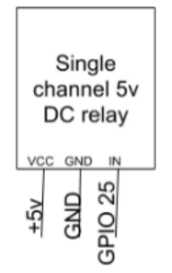 Single
channel 5v
DC relay
VCC GND IN
+5v
GND
GPIO 25